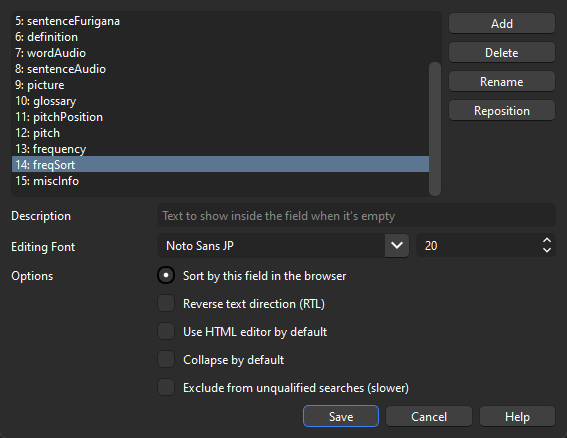 5: sentenceFurigana
6: definition
7: wordAudio
8: sentenceAudio
9: picture
10: glossary
11: pitchPosition
12: pitch
13: frequency
14: freqSort
15: miscInfo
Add
Delete
Rename
Reposition
Description Text to show inside the field when it's empty
Editing Font Noto Sans JP 20
Options Sort by this field in the browser
Reverse text direction (RTL)
Use HTML editor by default
Collapse by default
Exclude from unqualified searches (slower)
Save Cancel Help